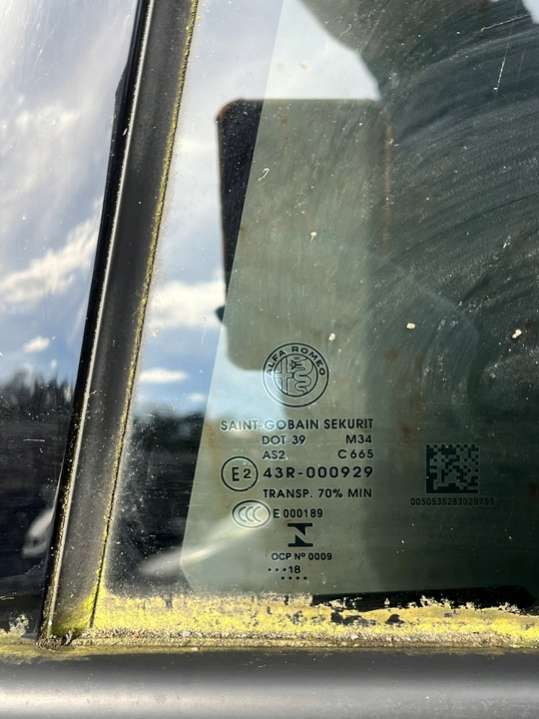 ALFA ROMEO
SAINT-GOBAIN SEKURIT
DOT 39 M34
AS2 C665
E2 43R-000929
TRANSP. 70% MIN
CCC E 000189
OCP Nº 0009
···18
····